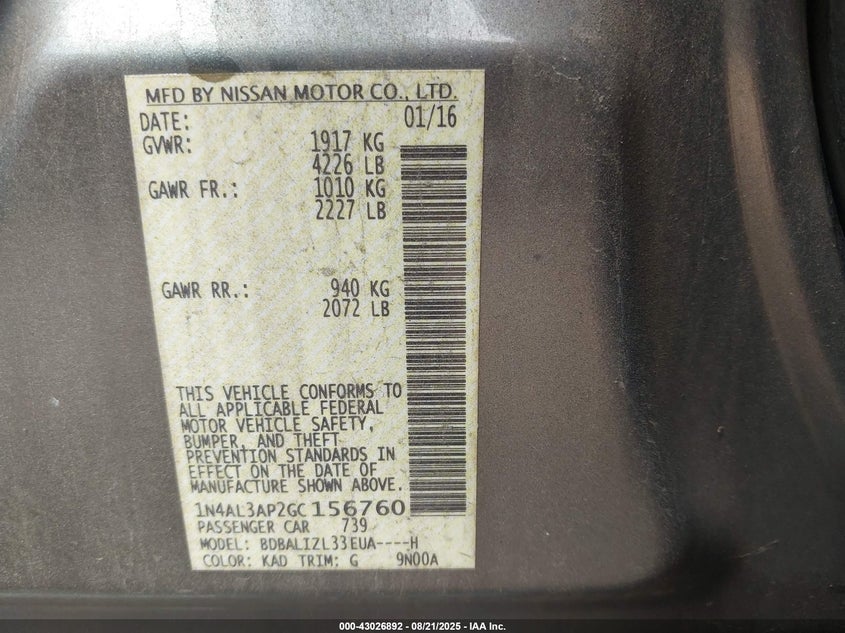 MFD BY NISSAN MOTOR CO., LTD.
DATE: 01/16
GVWR: 1917 KG
4226 LB
GAWR FR.: 1010 KG
2227 LB
GAWR RR.: 940 KG
2072 LB
THIS VEHICLE CONFORMS TO
ALL APPLICABLE FEDERAL
MOTOR VEHICLE SAFETY,
BUMPER, AND THEFT
PREVENTION STANDARDS IN
EFFECT ON THE DATE OF
MANUFACTURE SHOWN ABOVE.
1N4AL3AP2GC156760
PASSENGER CAR 739
MODEL: BDBALIZL33EUA----H
COLOR: KAD TRIM: G 9N00A
000-43026892 - 08/21/2025 - IAA Inc.